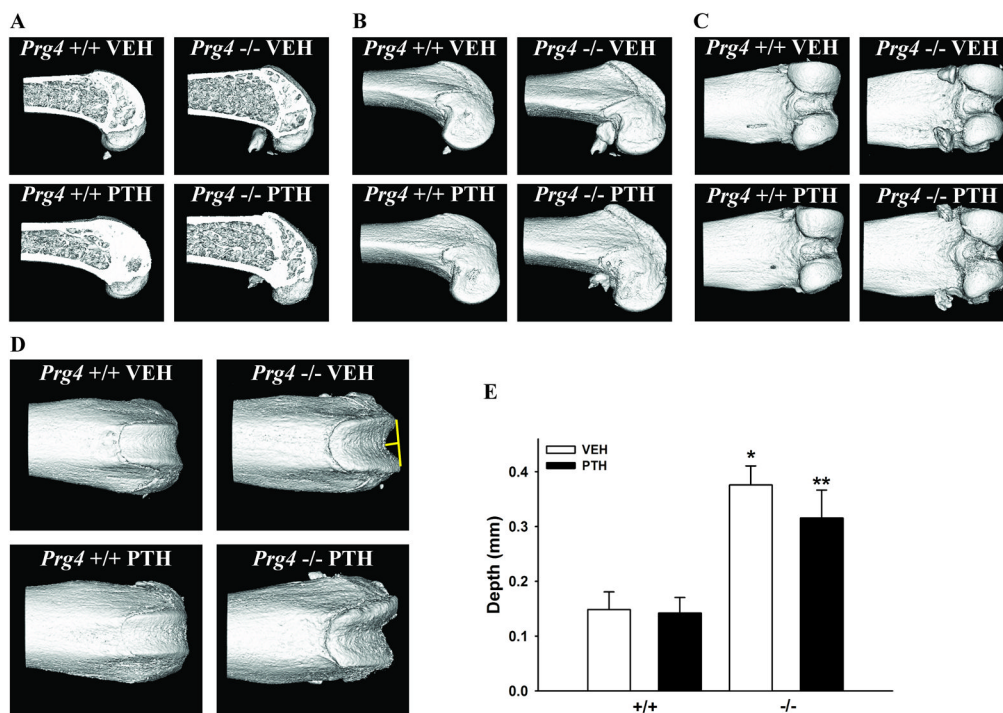 A
Prg4 +/+ VEH
Prg4 -/- VEH
Prg4 +/+ PTH
Prg4 -/- PTH
B
Prg4 +/+ VEH
Prg4 -/- VEH
Prg4 +/+ PTH
Prg4 -/- PTH
C
Prg4 +/+ VEH
Prg4 -/- VEH
Prg4 +/+ PTH
Prg4 -/- PTH
D
Prg4 +/+ VEH
Prg4 -/- VEH
Prg4 +/+ PTH
Prg4 -/- PTH
E
VEH
PTH
*
**
Depth (mm)
0.4
0.3
0.2
0.1
0.0
+/+
-/-